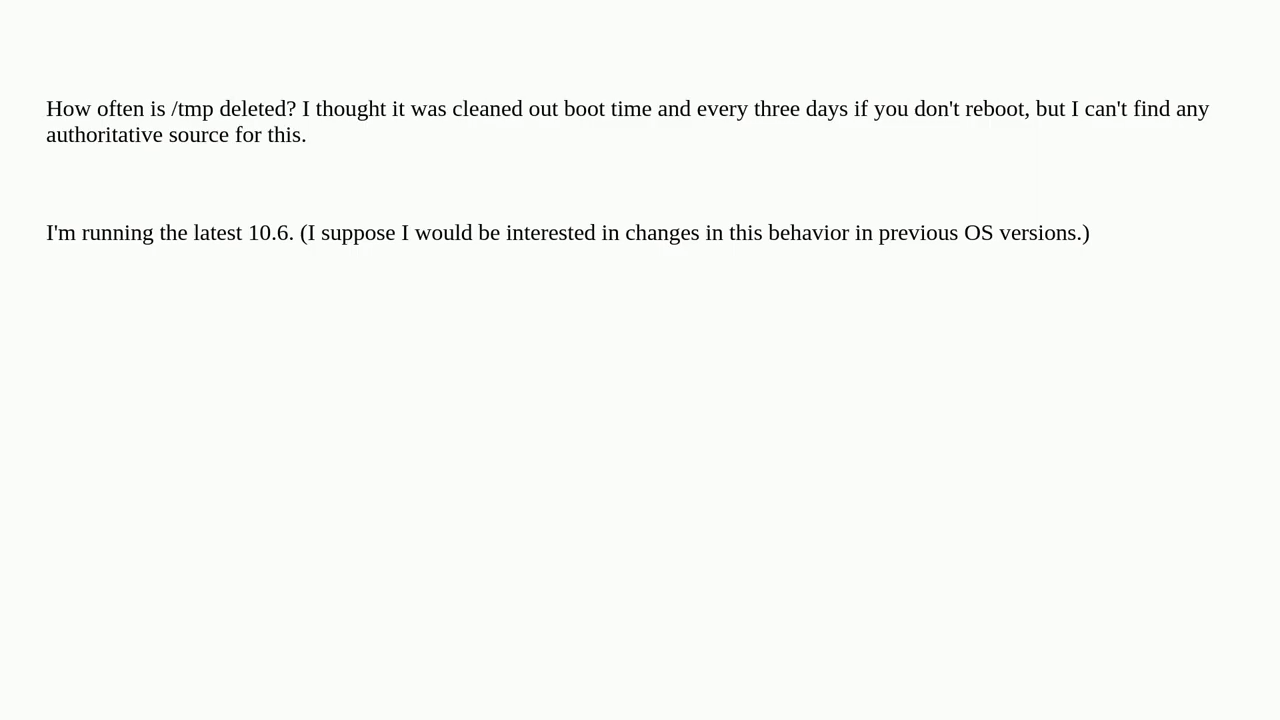 How often is /tmp deleted? I thought it was cleaned out boot time and every three days if you don't reboot, but I can't find any
authoritative source for this.
I'm running the latest 10.6. (I suppose I would be interested in changes in this behavior in previous OS versions.)